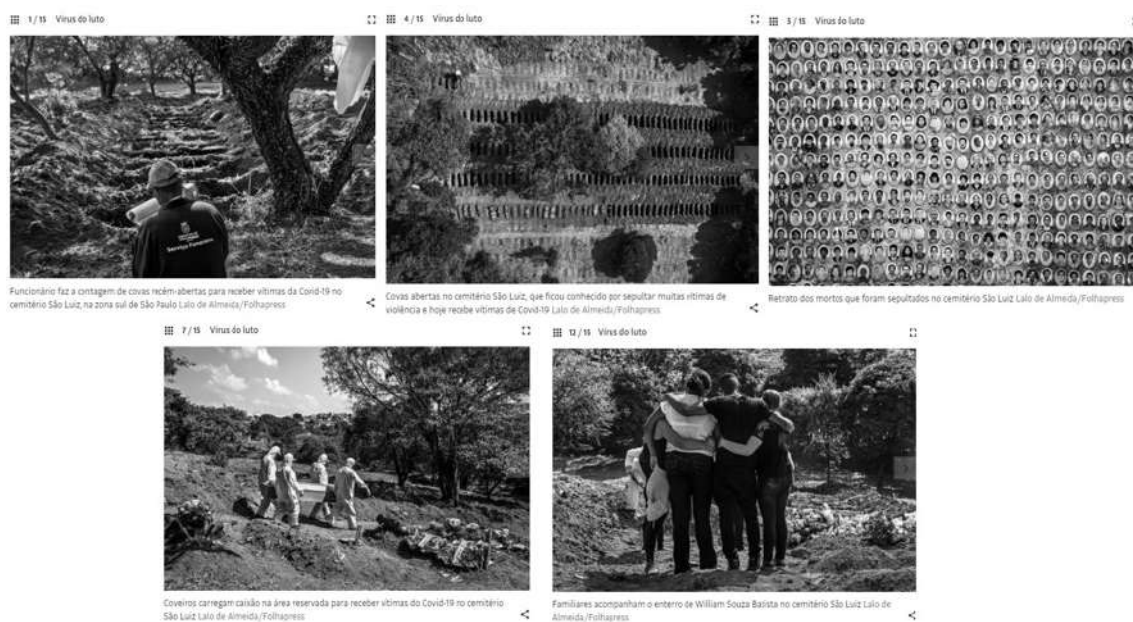 1 / 15 Vírus do luto
4 / 15 Vírus do luto
5 / 15 Vírus do luto
Serviço Funerário
Funcionário faz a contagem de covas recém-abertas para receber vítimas da Covid-19 no
cemitério São Luiz, na zona sul de São Paulo Lalo de Almeida/Folhapress
Covas abertas no cemitério São Luiz, que ficou conhecido por sepultar muitas vítimas de
violência e hoje recebe vítimas de Covid-19 Lalo de Almeida/Folhapress
Retrato dos mortos que foram sepultados no cemitério São Luiz Lalo de Almeida/Folhapress
7 / 15 Vírus do luto
12 / 15 Vírus do luto
Coveiros carregam caixão na área reservada para receber vítimas do Covid-19 no cemitério
São Luiz Lalo de Almeida/Folhapress
Familiares acompanham o enterro de William Souza Batista no cemitério São Luiz Lalo de
Almeida/Folhapress